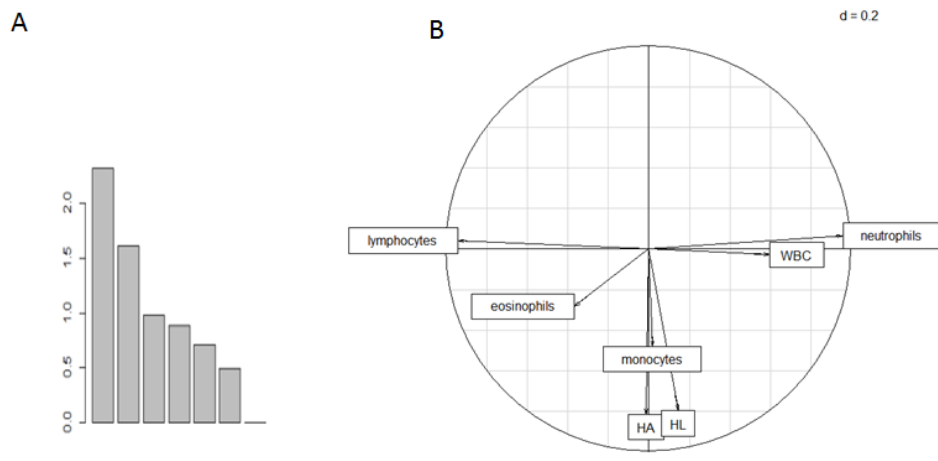 A
B
d = 0.2
2.0
1.5
1.0
0.5
0.0
lymphocytes
neutrophils
WBC
eosinophils
monocytes
HA
HL